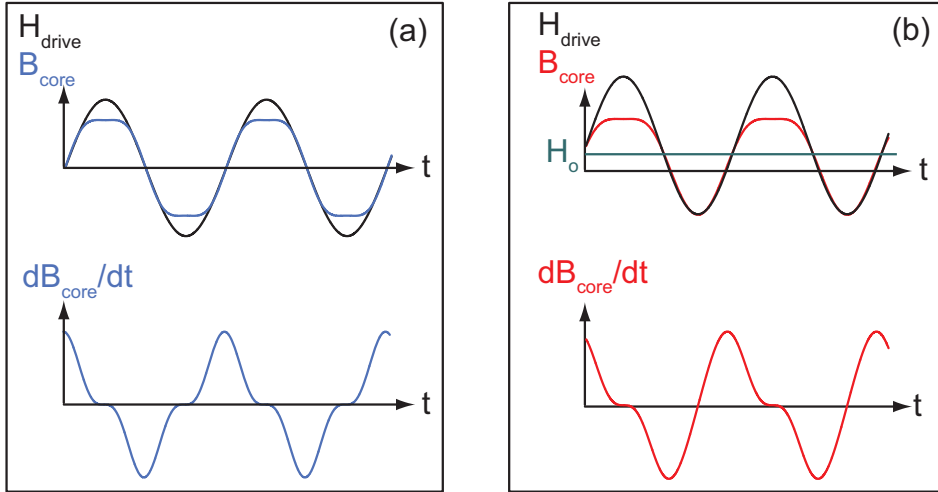 H_drive (a)
B_core
t
dB_core/dt
t
H_drive (b)
B_core
H_o
t
dB_core/dt
t